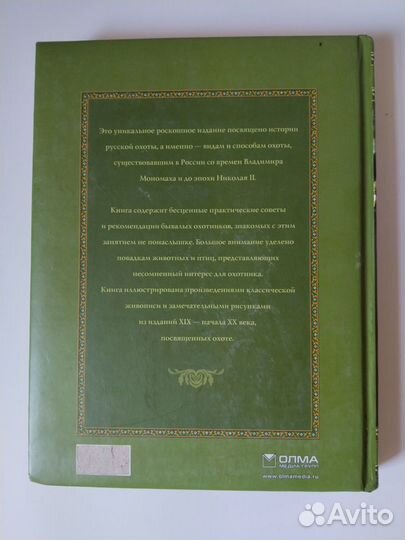 Это уникальное роскошное издание посвящено истории
русской охоты, а именно — видам и способам охоты,
существовавшим в России со времен Владимира
Мономаха и до эпохи Николая II.
Книга содержит бесценные практические советы
и рекомендации бывалых охотников, знакомых с этим
занятием не понаслышке. Большое внимание уделено
повадкам животных и птиц, представляющих
несомненный интерес для охотника.
Книга иллюстрирована произведениями классической
живописи и замечательными рисунками
из изданий XIX — начала XX века,
посвященных охоте.
ОЛМА
МЕДИА ГРУПП
www.olmamedia.ru
Avito